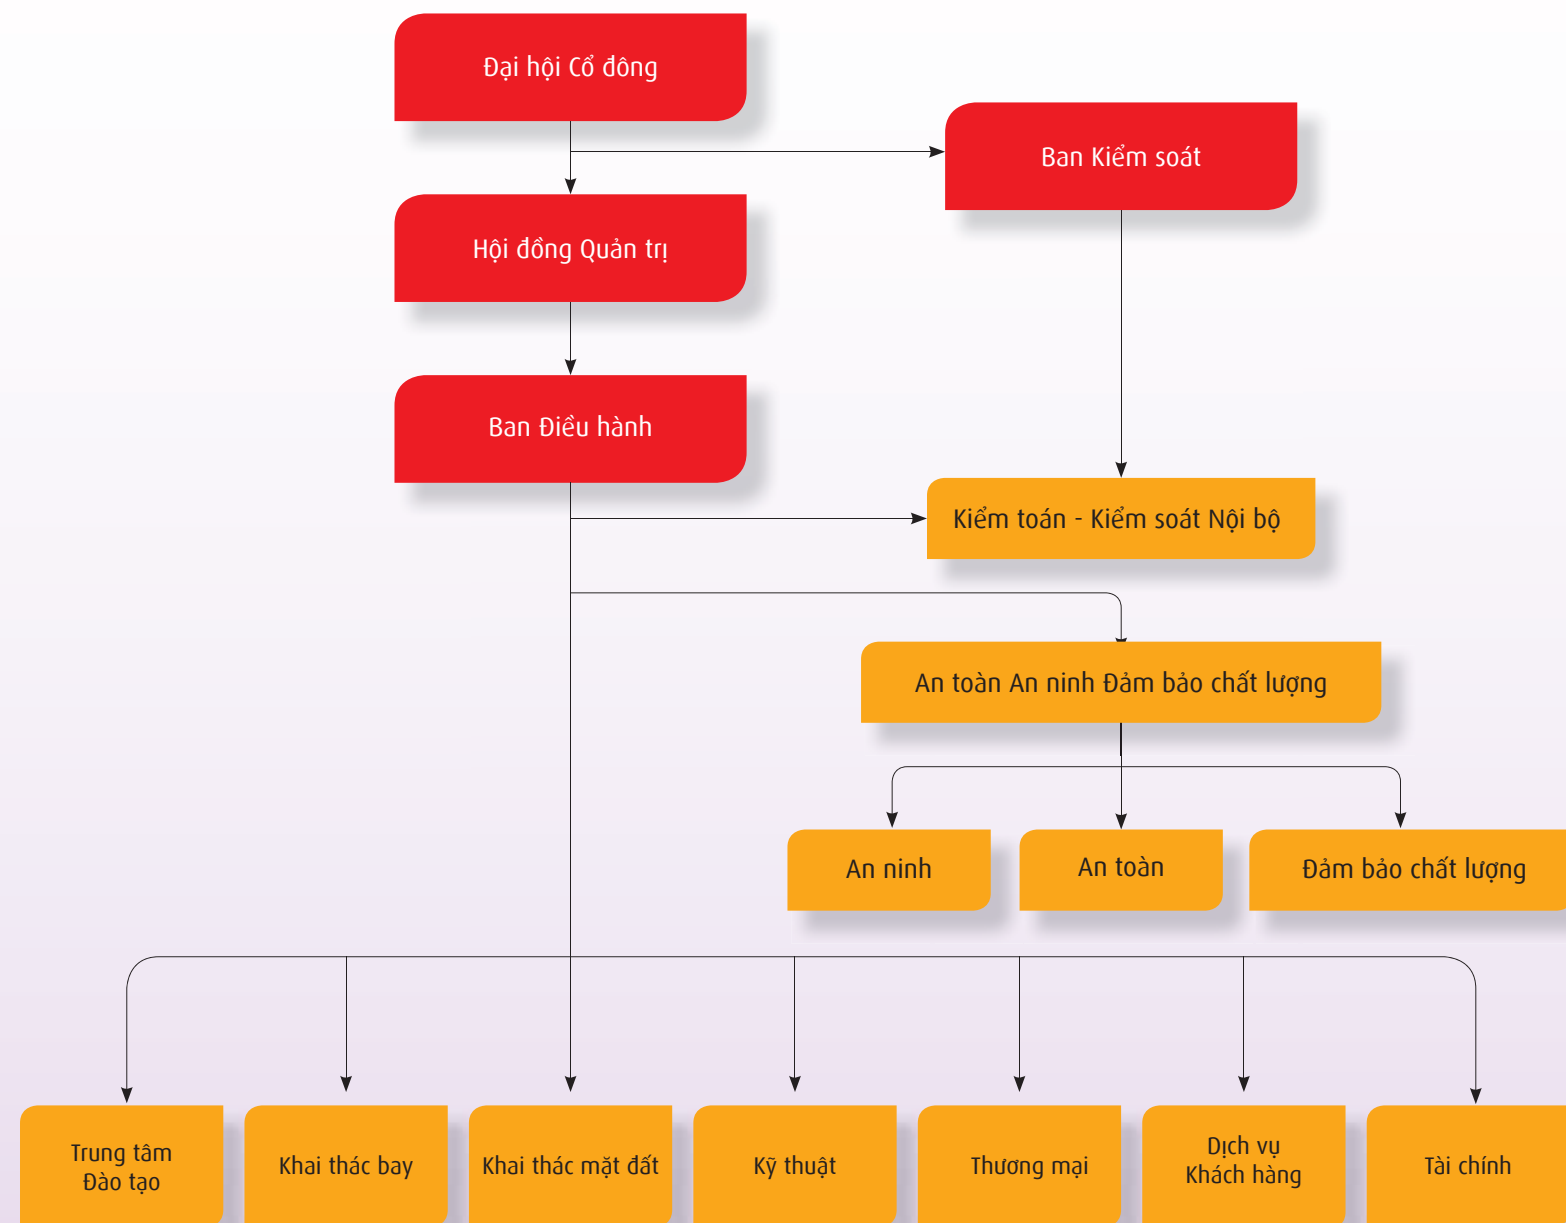 Đại hội Cổ đông
Ban Kiểm soát
Hội đồng Quản trị
Ban Điều hành
Kiểm toán - Kiểm soát Nội bộ
An toàn An ninh Đảm bảo chất lượng
An ninh
An toàn
Đảm bảo chất lượng
Trung tâm
Đào tạo
Khai thác bay
Khai thác mặt đất
Kỹ thuật
Thương mại
Dịch vụ
Khách hàng
Tài chính